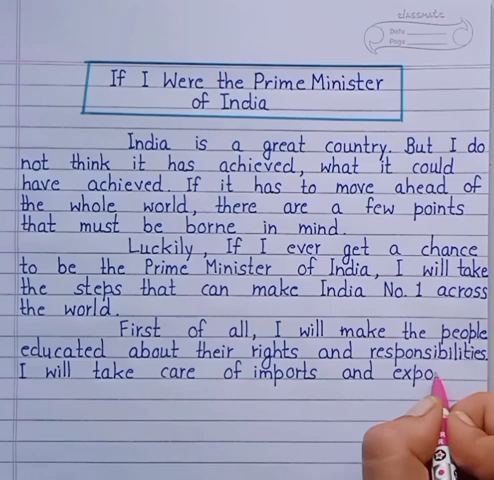 classmate
Date
Page
If I Were the Prime Minister
of India
India is a great country. But I do
not think it has achieved, what it could
have achieved. If it has to move ahead of
the whole world, there are a few points
that must be borne in mind.
Luckily, If I ever get a chance
to be the Prime Minister of India, I will take
the steps that can make India No. 1 across
the world.
First of all, I will make the people
educated about their rights and responsibilities.
I will take care of imports and expo